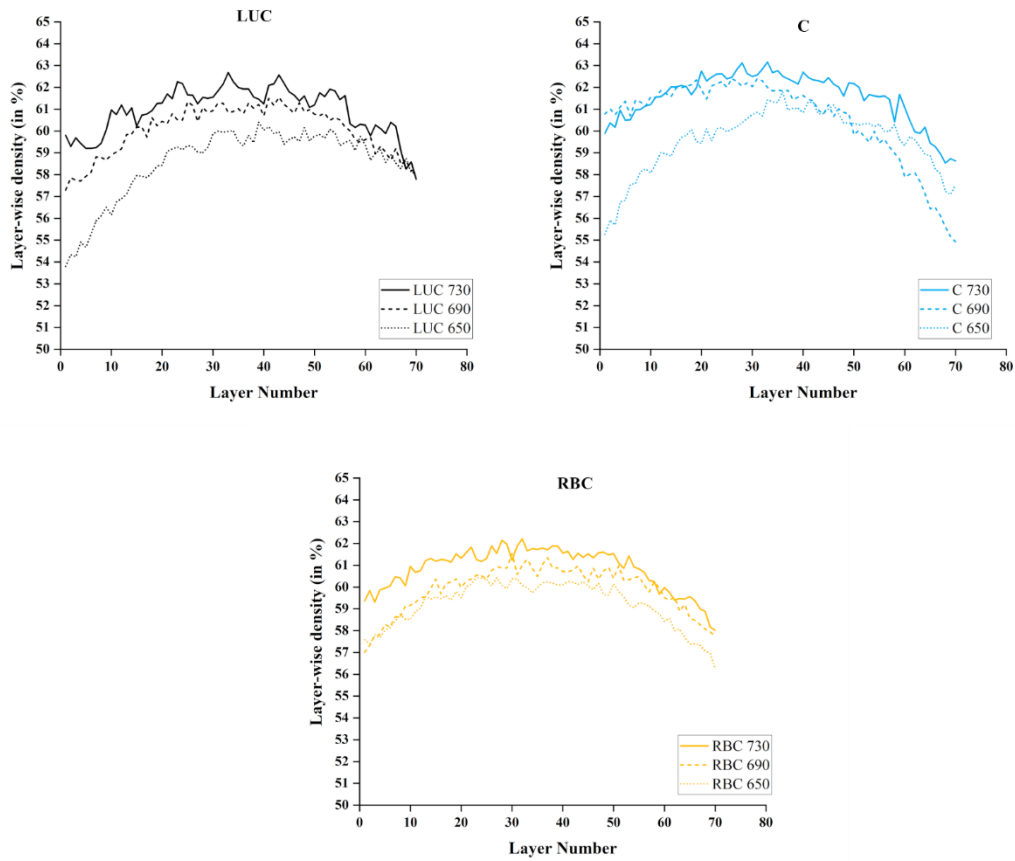 LUC
65
64
63
62
61
60
59
58
57
56
55
54
53
52
51
50
Layer-wise density (in %)
LUC 730
LUC 690
LUC 650
0 10 20 30 40 50 60 70 80
Layer Number
C
65
64
63
62
61
60
59
58
57
56
55
54
53
52
51
50
Layer-wise density (in %)
C 730
C 690
C 650
0 10 20 30 40 50 60 70 80
Layer Number
RBC
65
64
63
62
61
60
59
58
57
56
55
54
53
52
51
50
Layer-wise density (in %)
RBC 730
RBC 690
RBC 650
0 10 20 30 40 50 60 70 80
Layer Number